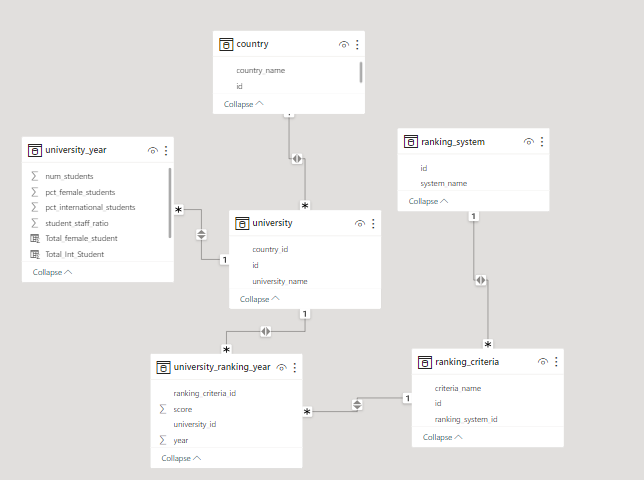 country
country_name
id
Collapse
1
*
university_year
num_students
pct_female_students
pct_international_students
student_staff_ratio
Total_female_student
Total_Int_Student
Collapse
*
1
ranking_system
id
system_name
Collapse
1
*
university
country_id
id
university_name
Collapse
1
*
university_ranking_year
ranking_criteria_id
score
university_id
year
Collapse
*
1
ranking_criteria
criteria_name
id
ranking_system_id
Collapse